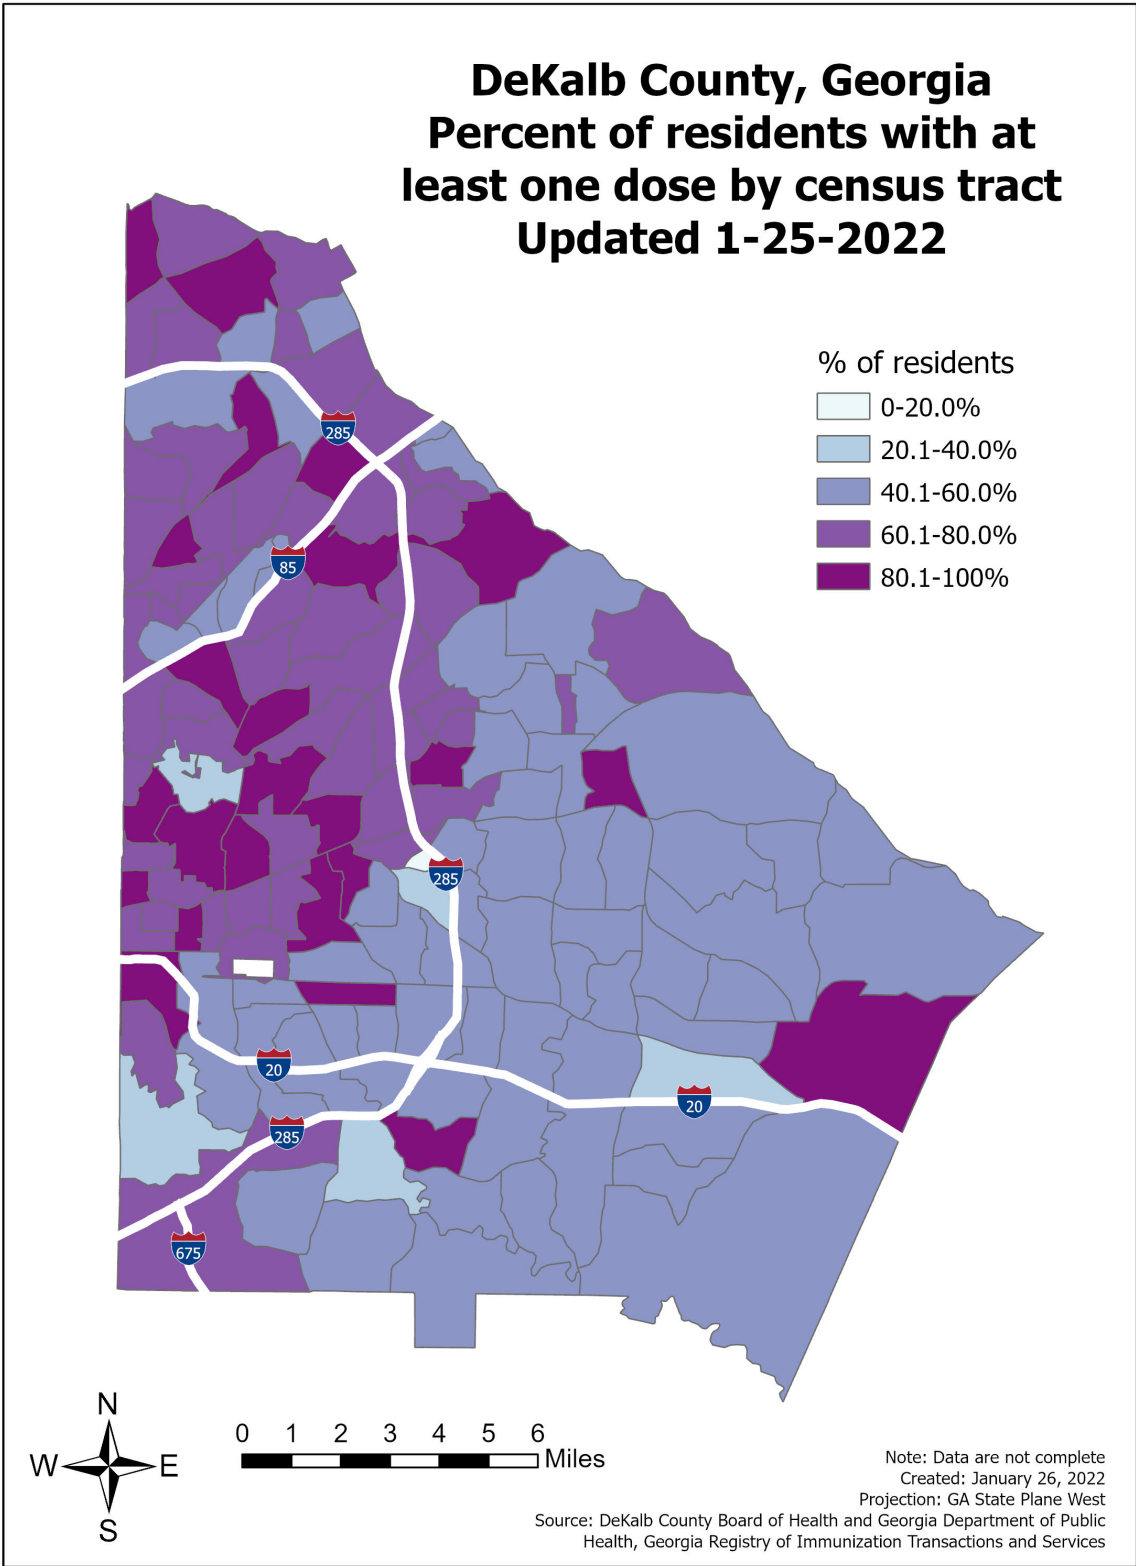 DeKalb County, Georgia
Percent of residents with at
least one dose by census tract
Updated 1-25-2022
% of residents
0-20.0%
20.1-40.0%
40.1-60.0%
60.1-80.0%
80.1-100%
285
85
285
20
20
285
675
N
W E
S
0 1 2 3 4 5 6
Miles
Note: Data are not complete
Created: January 26, 2022
Projection: GA State Plane West
Source: DeKalb County Board of Health and Georgia Department of Public
Health, Georgia Registry of Immunization Transactions and Services